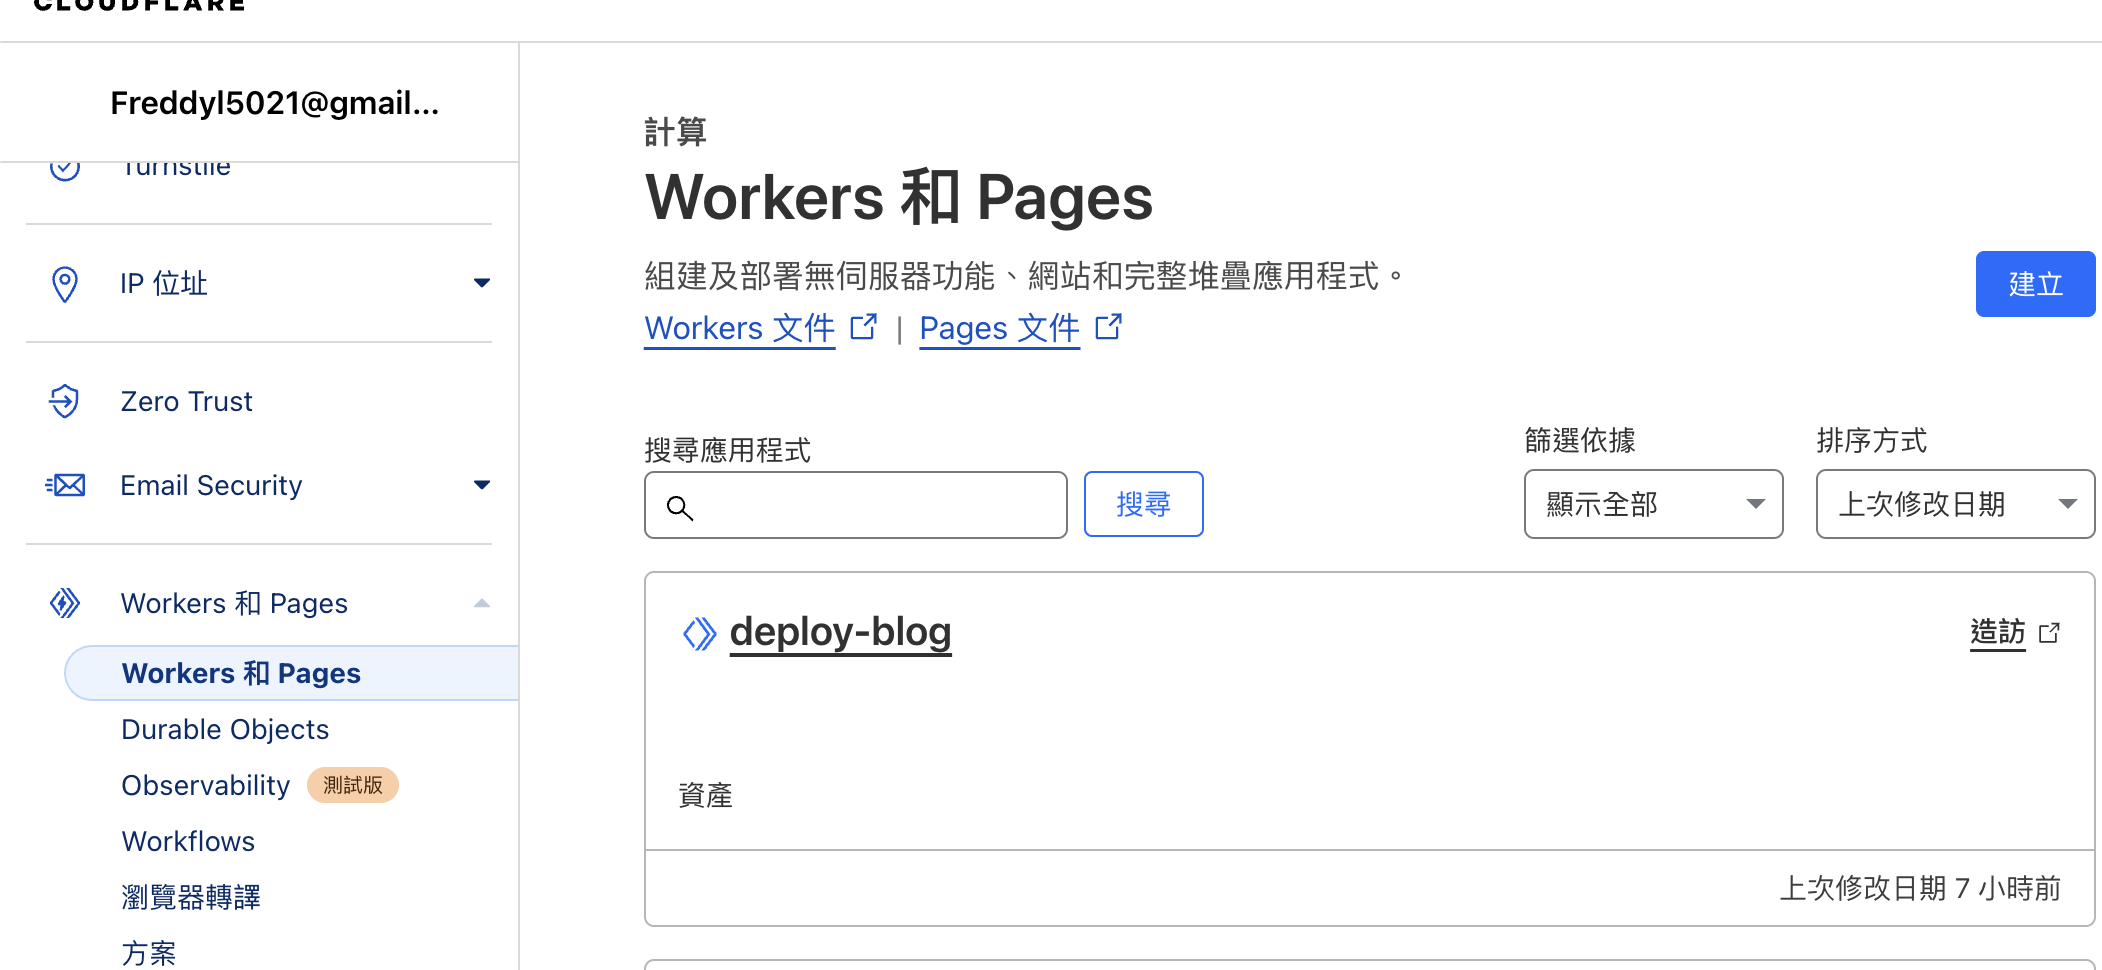 CLOUDFLARE
Freddyl5021@gmail...
Turnstile
IP 位址
Zero Trust
Email Security
Workers 和 Pages
Workers 和 Pages
Durable Objects
Observability 測試版
Workflows
瀏覽器轉譯
方案
計算
Workers 和 Pages
組建及部署無伺服器功能、網站和完整堆疊應用程式。
Workers 文件 | Pages 文件
建立
搜尋應用程式
搜尋
篩選依據
顯示全部
排序方式
上次修改日期
deploy-blog
造訪
資產
上次修改日期 7 小時前